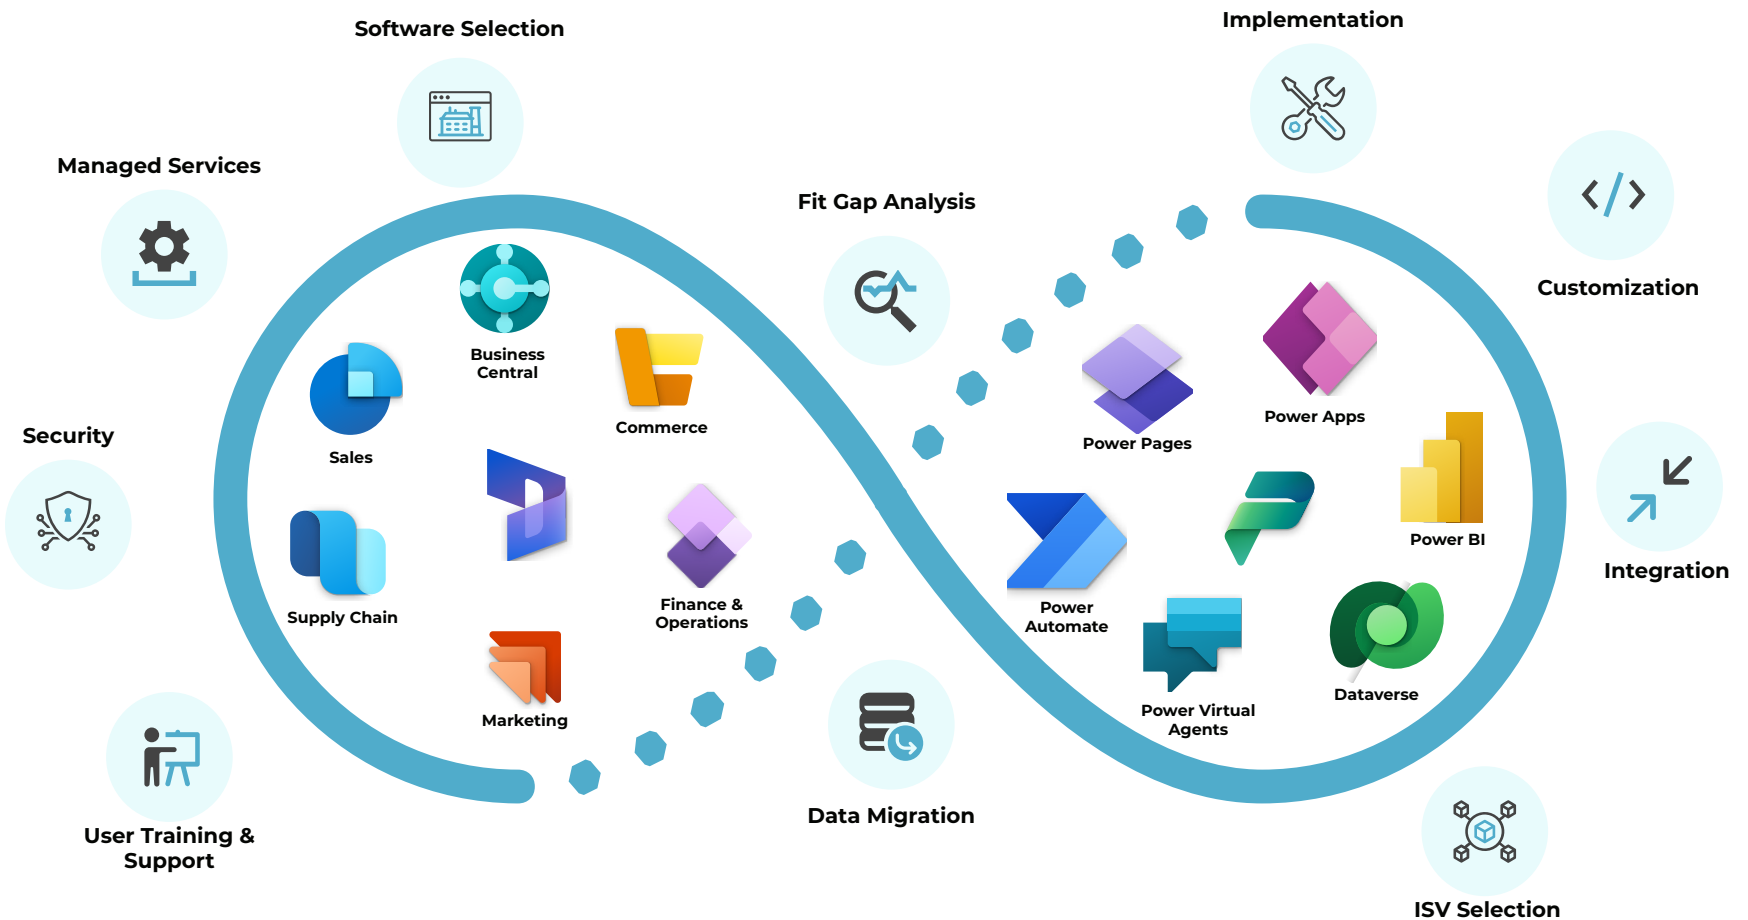 Software Selection
Implementation
Managed Services
Fit Gap Analysis
Customization
Business
Central
Commerce
Sales
Security
Supply Chain
Finance &
Operations
Marketing
Power Pages
Power Apps
Power BI
Integration
Power
Automate
Dataverse
Power Virtual
Agents
User Training &
Support
Data Migration
ISV Selection